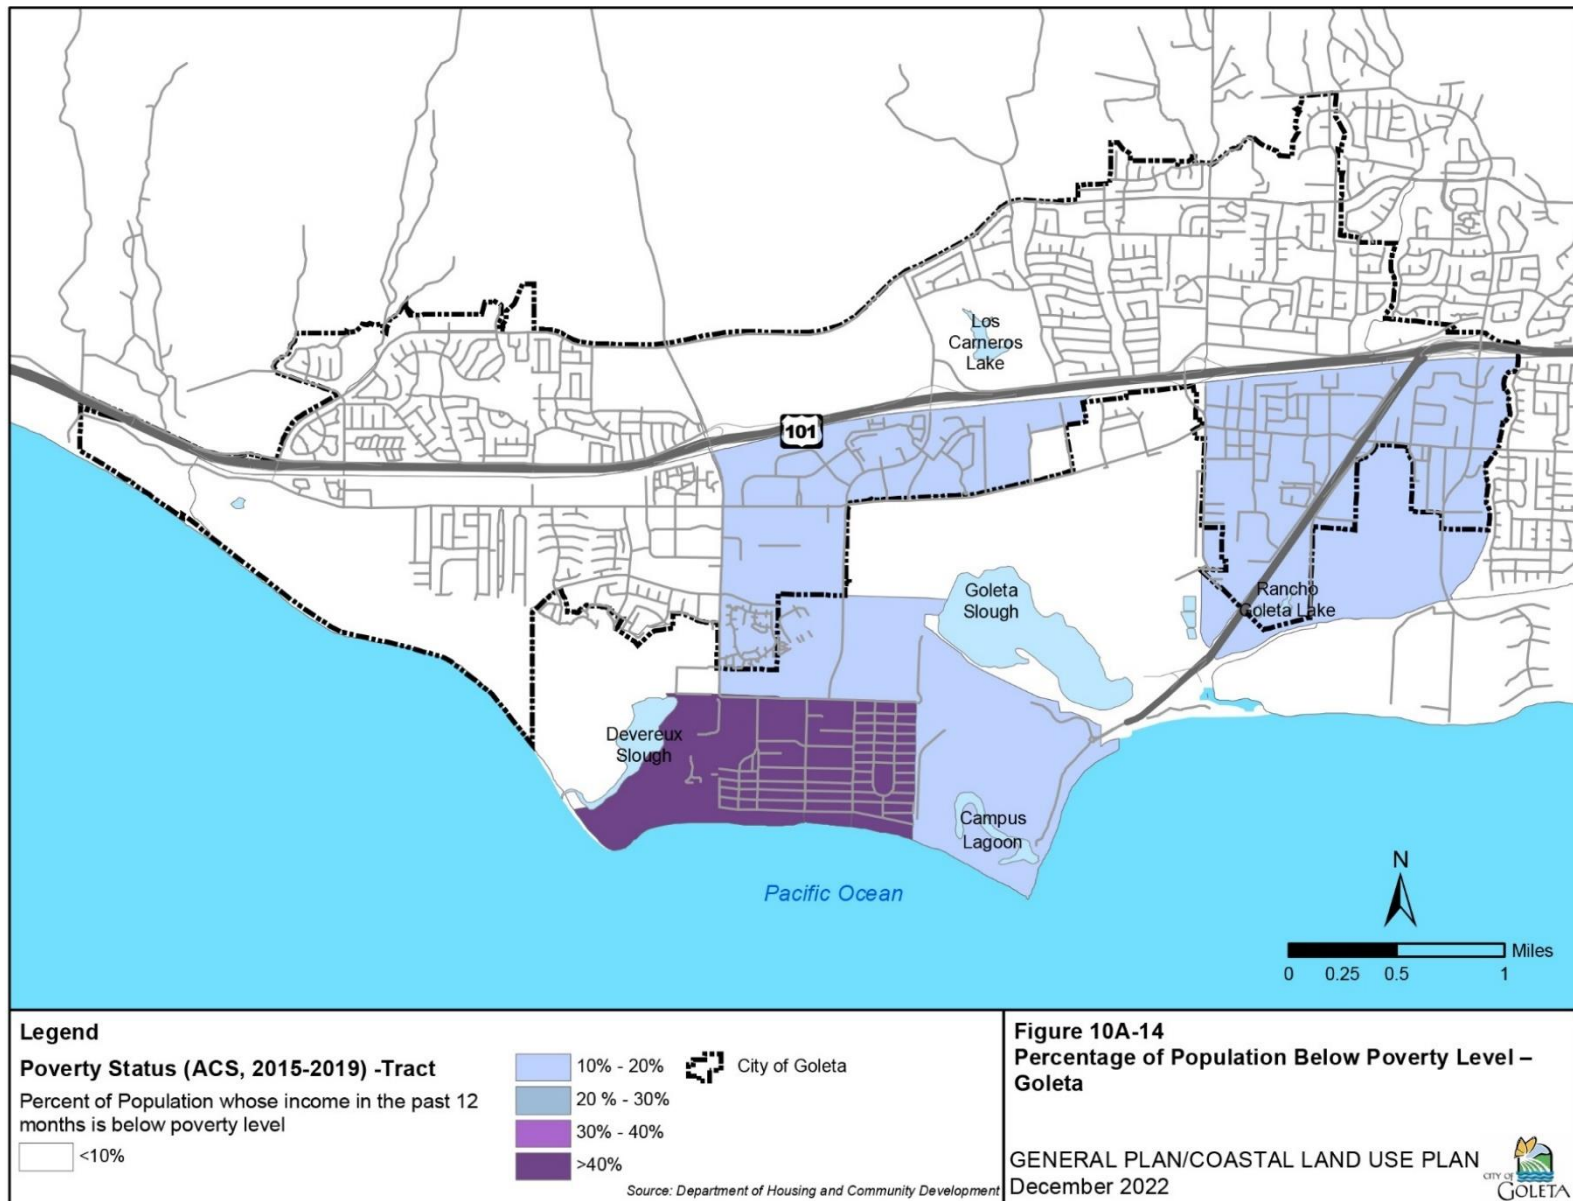 Los
Carneros
Lake
101
Goleta
Slough
Rancho
Goleta Lake
Devereux
Slough
Campus
Lagoon
Pacific Ocean
N
Miles
0 0.25 0.5 1
Legend
Poverty Status (ACS, 2015-2019) -Tract
Percent of Population whose income in the past 12
months is below poverty level
<10%
10% - 20%
20 % - 30%
30% - 40%
>40%
City of Goleta
Source: Department of Housing and Community Development
Figure 10A-14
Percentage of Population Below Poverty Level –
Goleta
GENERAL PLAN/COASTAL LAND USE PLAN
December 2022
CITY OF
GOLETA